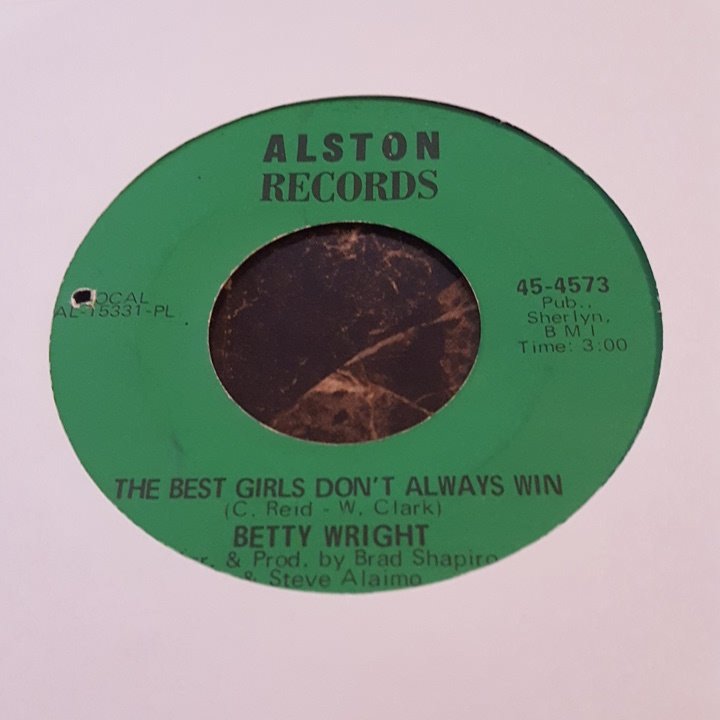 ALSTON
RECORDS
45-4573
Pub.,
Sherlyn,
B M I
Time: 3:00
OCAL
AL-15331-PL
THE BEST GIRLS DON'T ALWAYS WIN
(C. Reid - W. Clark)
BETTY WRIGHT
& Prod. by Brad Shapiro
& Steve Alaimo